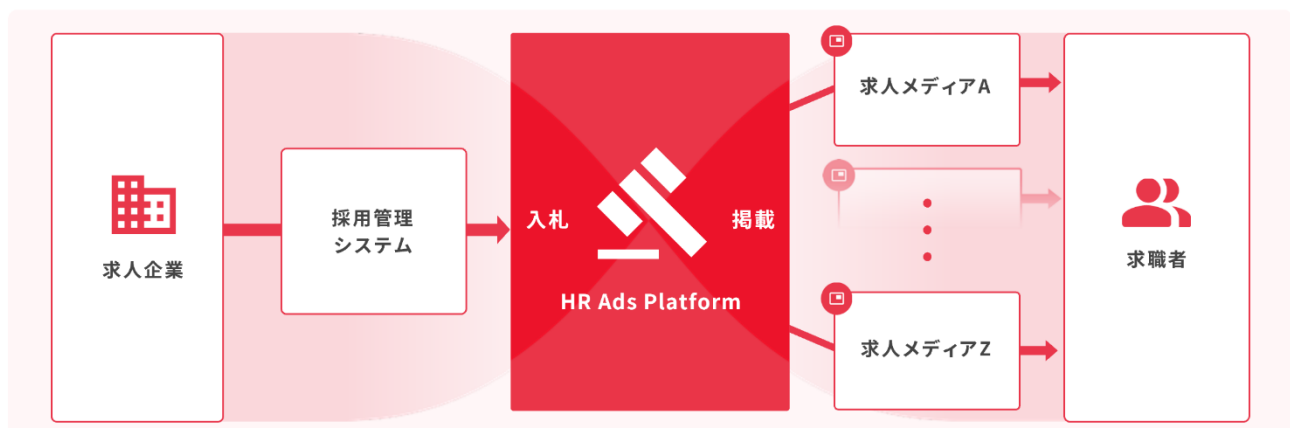 求人企業
採用管理
システム
入札
掲載
HR Ads Platform
求人メディアA
求人メディアZ
求職者